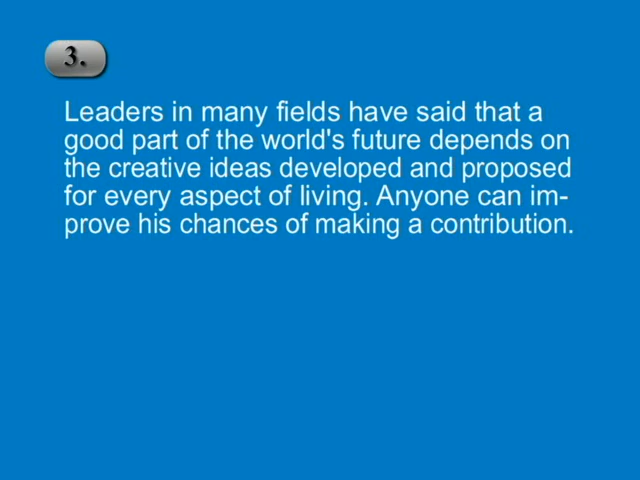 3.
Leaders in many fields have said that a
good part of the world's future depends on
the creative ideas developed and proposed
for every aspect of living. Anyone can im-
prove his chances of making a contribution.